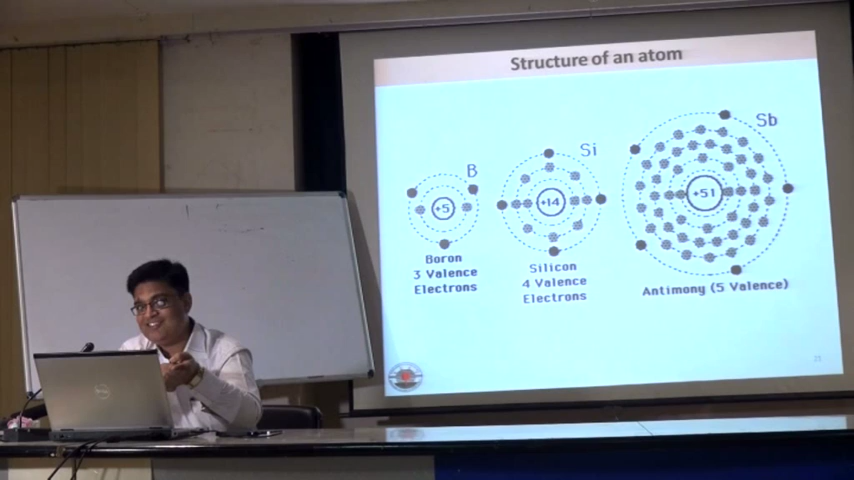 Structure of an atom
B
+5
Boron
3 Valence
Electrons
Si
+14
Silicon
4 Valence
Electrons
Sb
+51
Antimony (5 Valence)